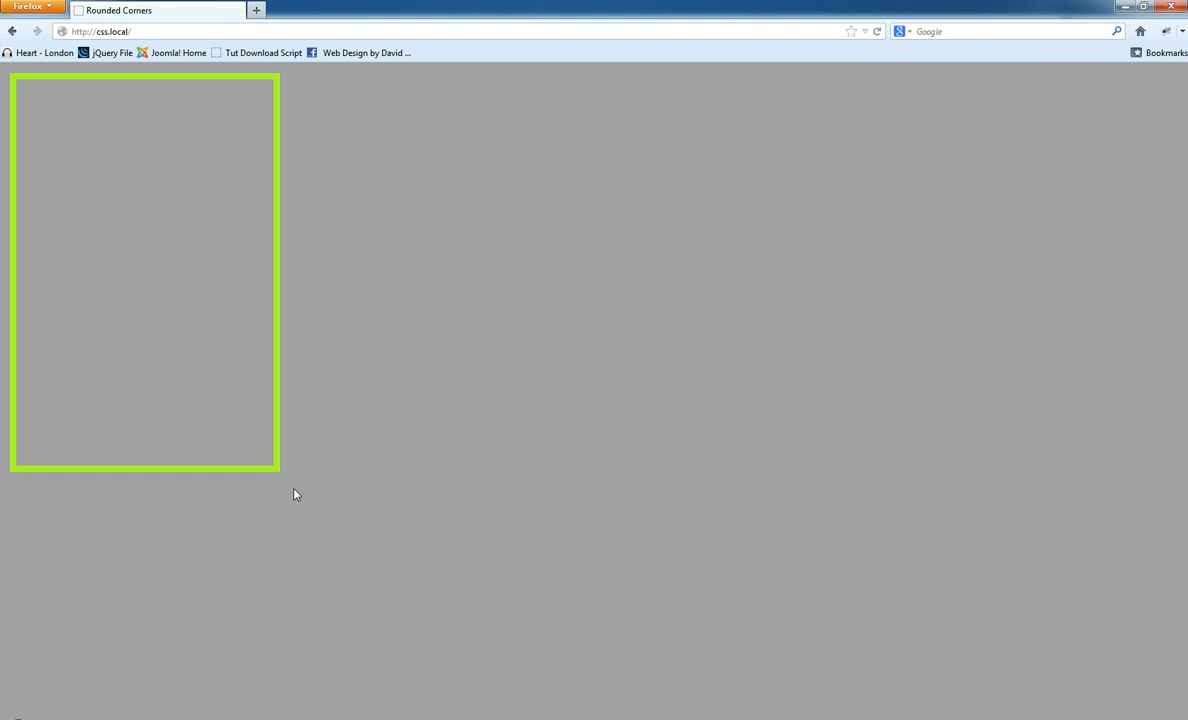 Firefox
Rounded Corners
http://css.local/
Google
Heart - London
jQuery File
Joomla! Home
Tut Download Script
Web Design by David ...
Bookmarks